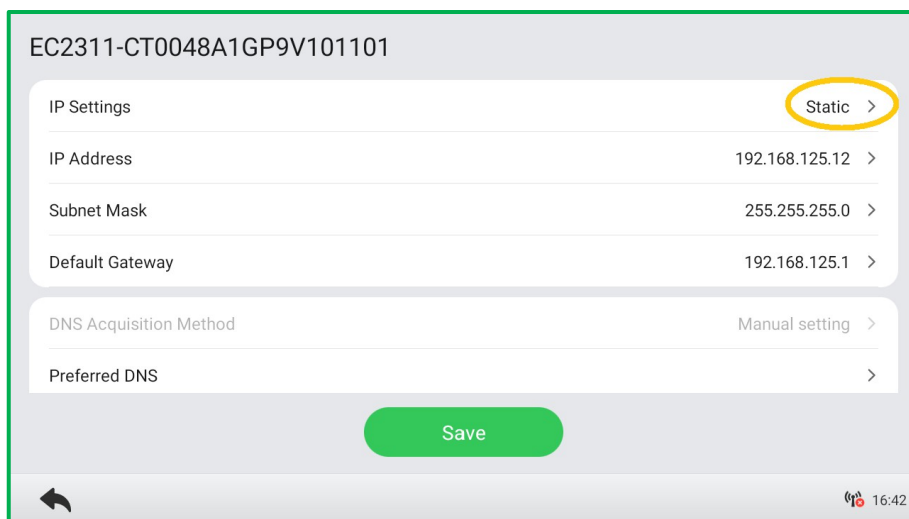 EC2311-CT0048A1GP9V101101
IP Settings Static
IP Address 192.168.125.12
Subnet Mask 255.255.255.0
Default Gateway 192.168.125.1
DNS Acquisition Method Manual setting
Preferred DNS
Save
16:42